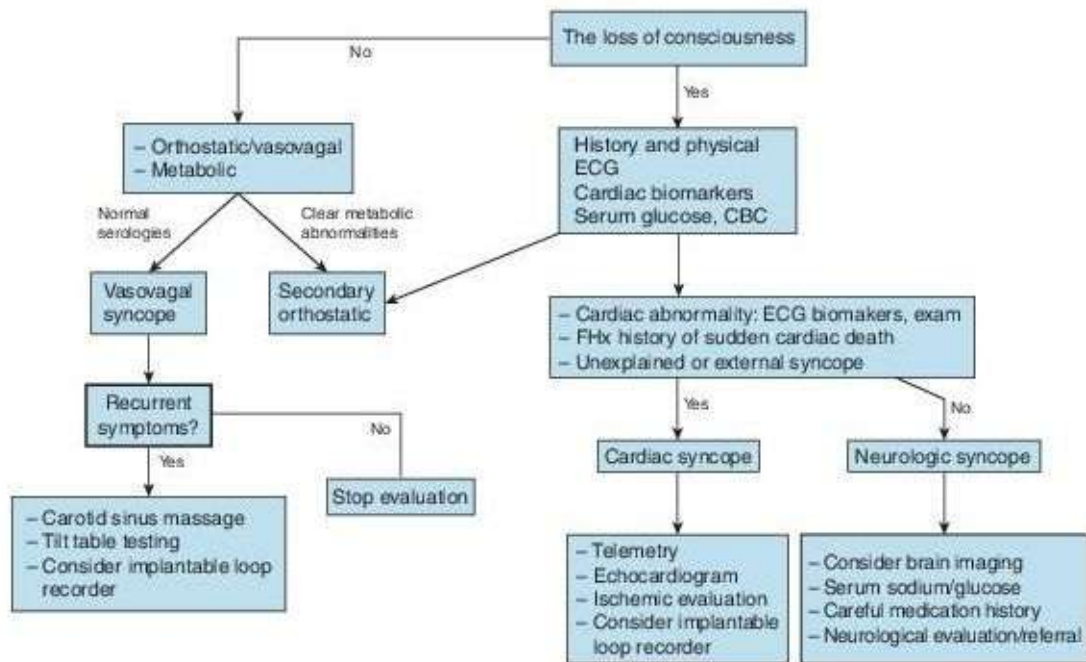 The loss of consciousness
No
Yes
– Orthostatic/vasovagal
– Metabolic
History and physical
ECG
Cardiac biomarkers
Serum glucose, CBC
Normal
serologies
Clear metabolic
abnormalities
Vasovagal
syncope
Secondary
orthostatic
– Cardiac abnormality: ECG biomakers, exam
– FHx history of sudden cardiac death
– Unexplained or external syncope
Recurrent
symptoms?
No
Yes
Stop evaluation
Yes
No
Cardiac syncope
Neurologic syncope
– Carotid sinus massage
– Tilt table testing
– Consider implantable loop
recorder
– Telemetry
– Echocardiogram
– Ischemic evaluation
– Consider implantable
loop recorder
– Consider brain imaging
– Serum sodium/glucose
– Careful medication history
– Neurological evaluation/referral